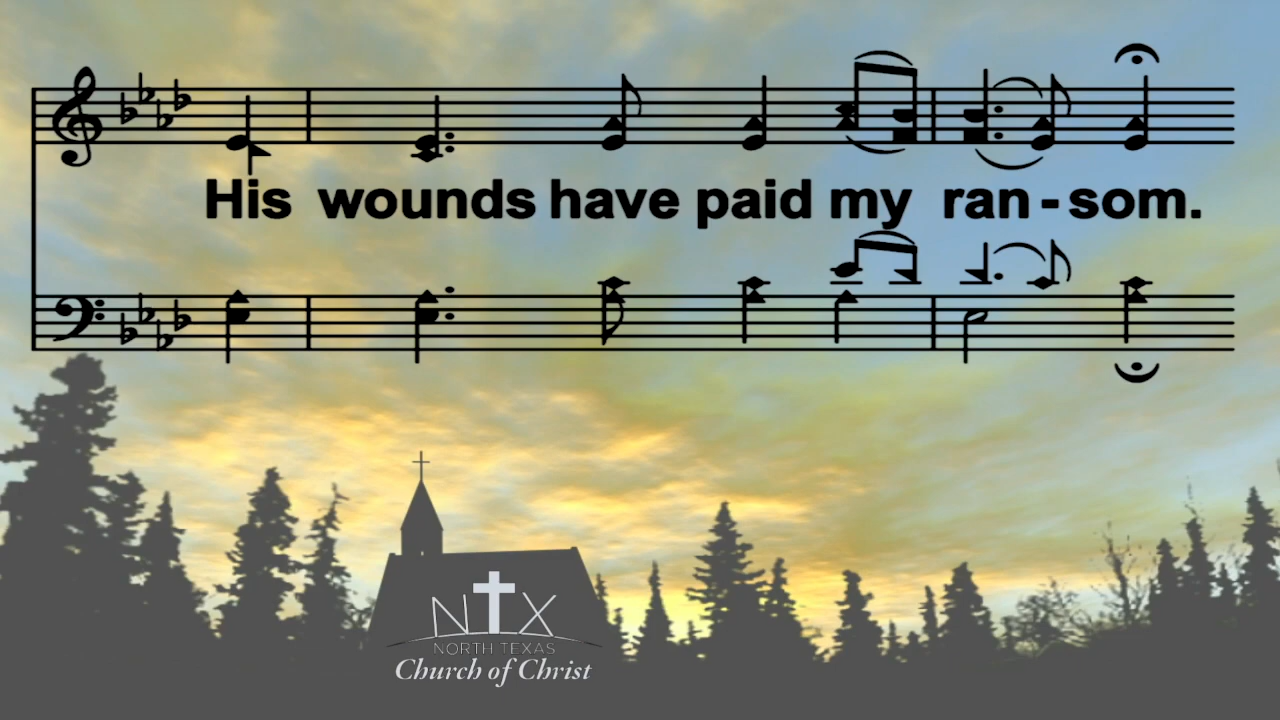 His wounds have paid my ran - som.
NTX
NORTH TEXAS
Church of Christ